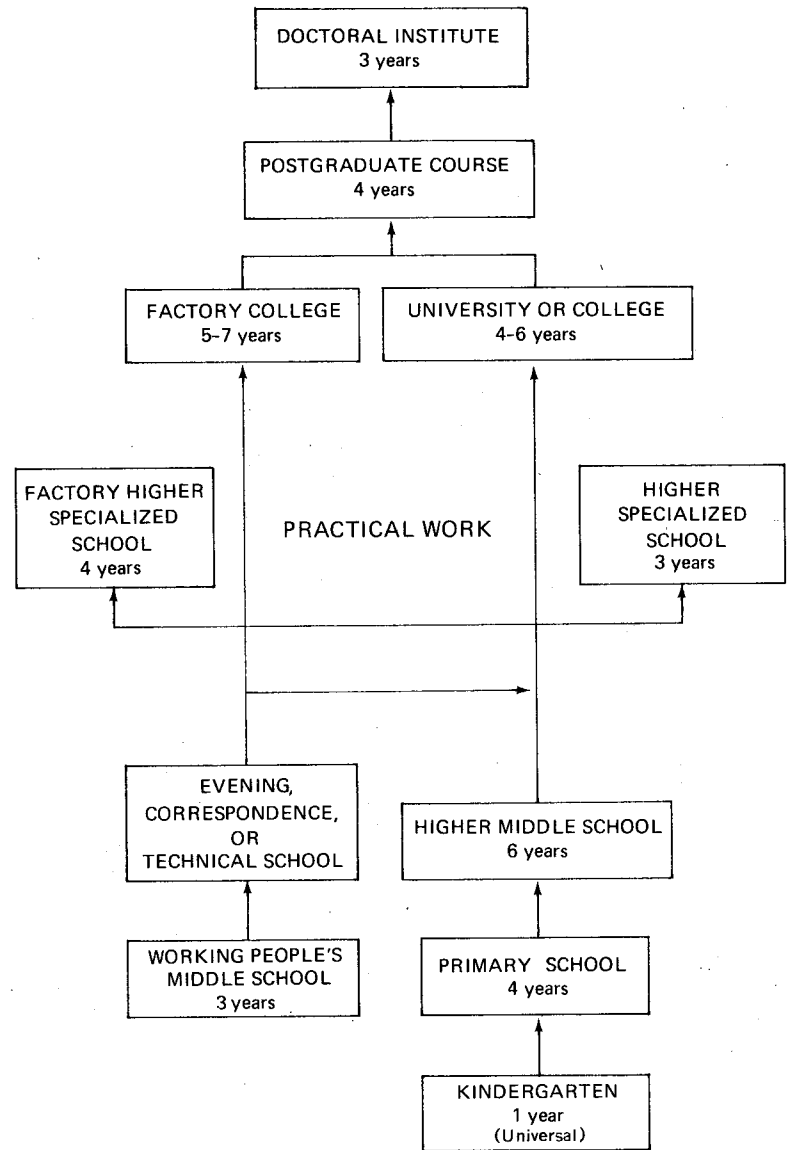 DOCTORAL INSTITUTE
3 years
POSTGRADUATE COURSE
4 years
FACTORY COLLEGE
5-7 years
UNIVERSITY OR COLLEGE
4-6 years
FACTORY HIGHER
SPECIALIZED
SCHOOL
4 years
PRACTICAL WORK
HIGHER
SPECIALIZED
SCHOOL
3 years
EVENING,
CORRESPONDENCE,
OR
TECHNICAL SCHOOL
HIGHER MIDDLE SCHOOL
6 years
WORKING PEOPLE'S
MIDDLE SCHOOL
3 years
PRIMARY SCHOOL
4 years
KINDERGARTEN
1 year
(Universal)